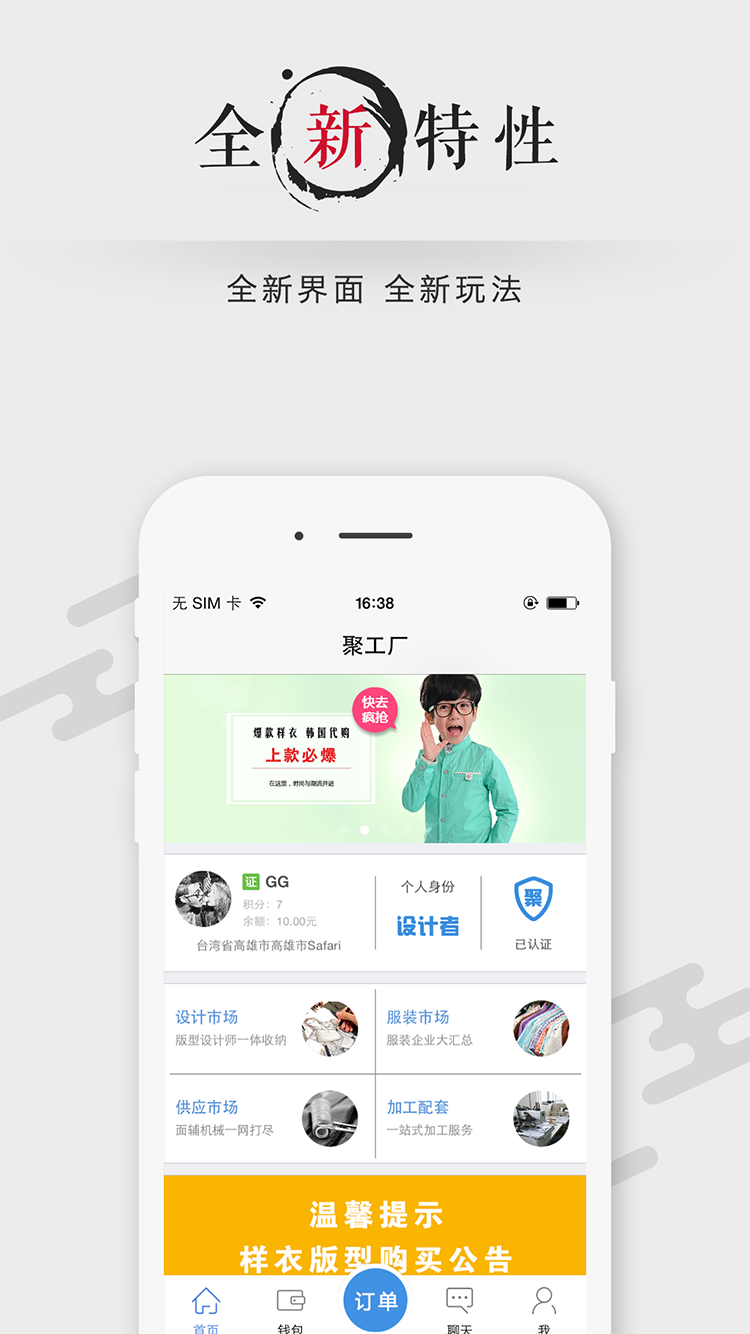 全新特性
全新界面 全新玩法
无 SIM 卡 16:38
聚工厂
快去
疯抢
爆款样衣 韩国代购
上款必爆
在这里，时尚与潮流并进
证 GG
积分：7
余额：10.00元
台湾省高雄市高雄市Safari
个人身份
设计者
聚
已认证
设计市场
版型设计师一体收纳
服装市场
服装企业大汇总
供应市场
面辅机械一网打尽
加工配套
一站式加工服务
温馨提示
样衣版型购买公告
首页 钱包 订单 聊天 我